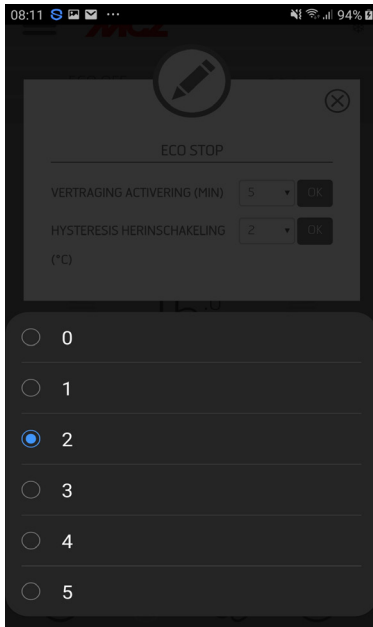 08:11 S ... 94%
MCZ
ECO STOP
VERTRAGING ACTIVERING (MIN) 5 OK
HYSTERESIS HERINSCHAKELING 2 OK
(°C)
0
1
2
3
4
5